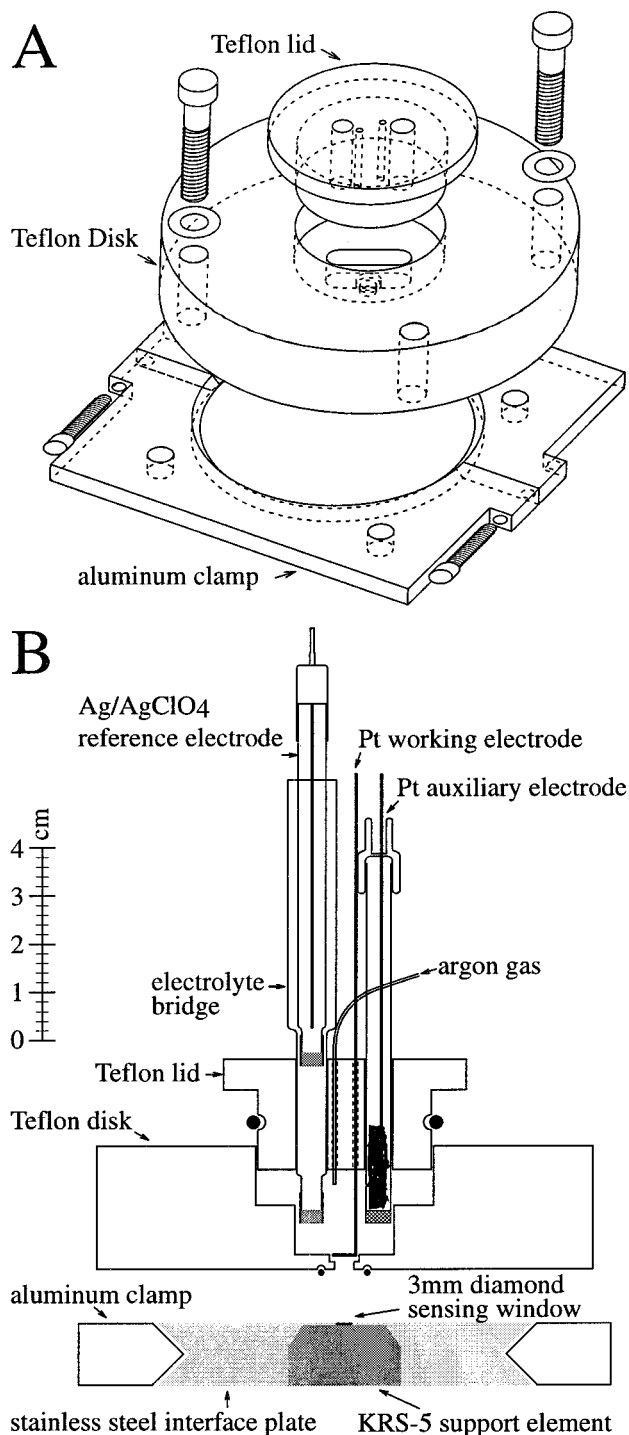 A
Teflon lid
Teflon Disk
aluminum clamp
B
Ag/AgClO4
reference electrode
Pt working electrode
Pt auxiliary electrode
cm
4
3
2
1
0
electrolyte
bridge
argon gas
Teflon lid
Teflon disk
aluminum clamp
3mm diamond
sensing window
stainless steel interface plate
KRS-5 support element